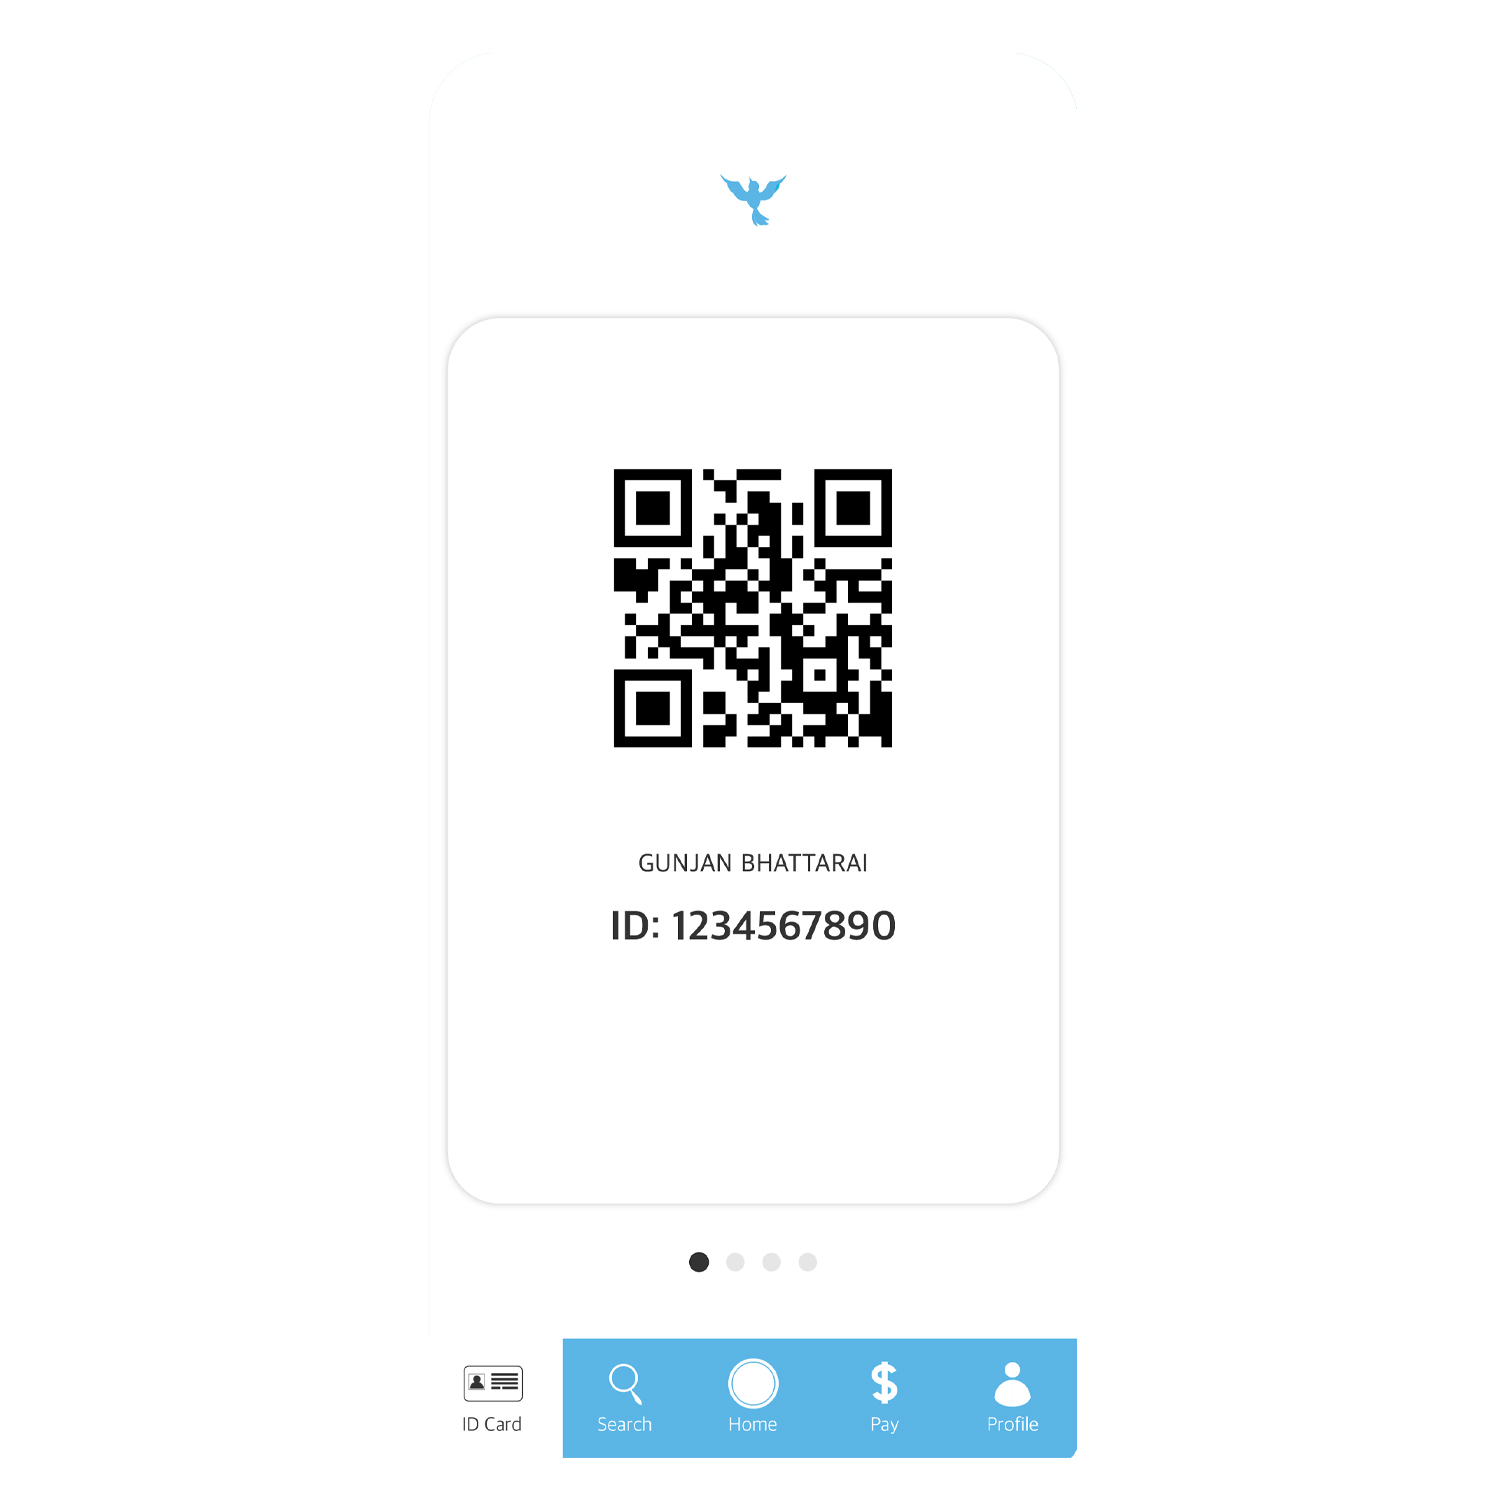 GUNJAN BHATTARAI
ID: 1234567890
ID Card
Search
Home
Pay
Profile